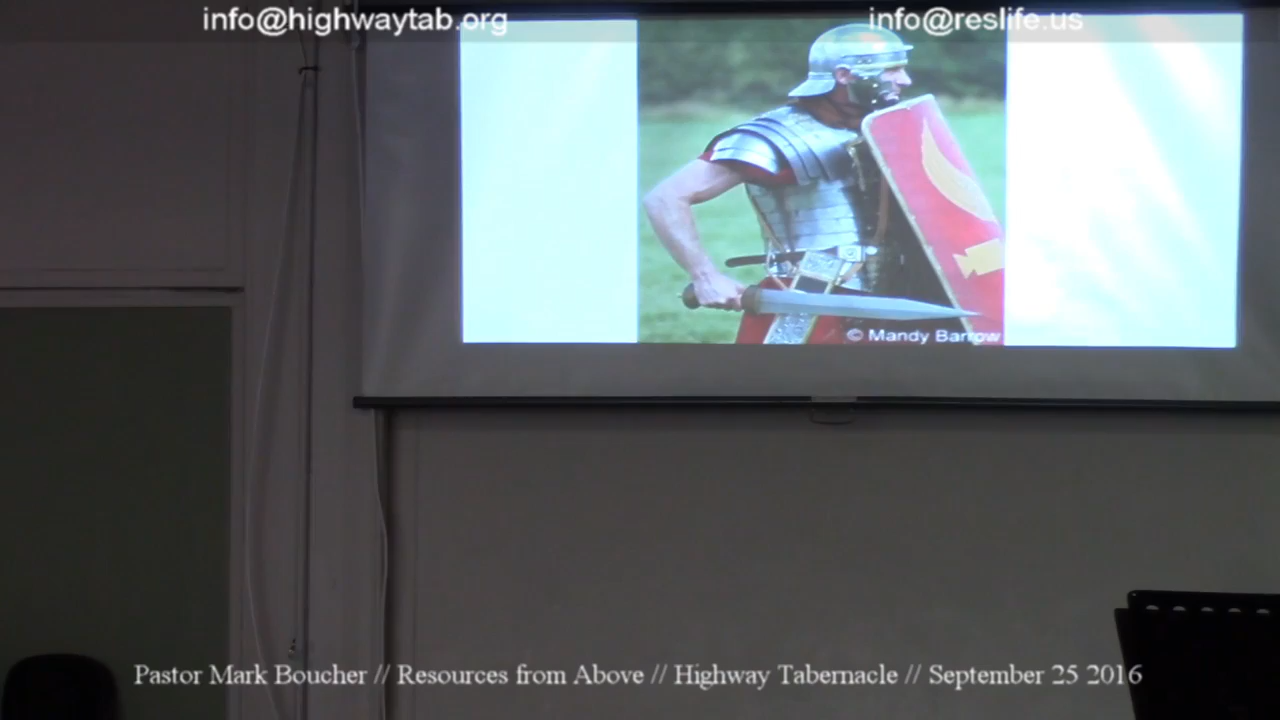 info@highwaytab.org
info@reslife.us
© Mandy Barrow
Pastor Mark Boucher // Resources from Above // Highway Tabernacle // September 25 2016